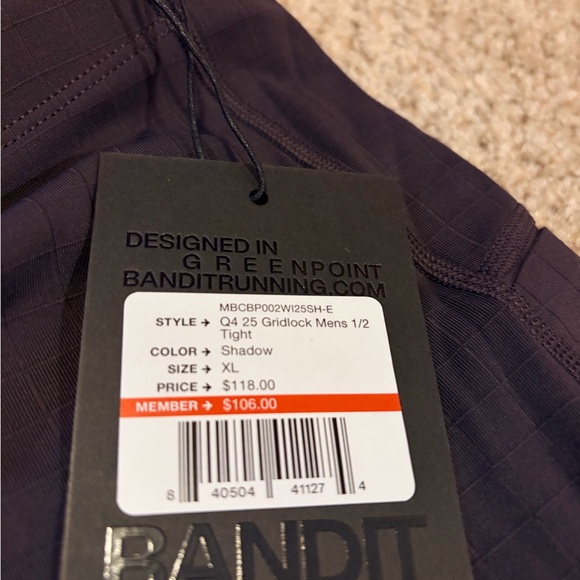 DESIGNED IN
GREENPOINT
BANDITRUNNING.COM
MBCBP002WI25SH-E
STYLE → Q4 25 Gridlock Mens 1/2
Tight
COLOR → Shadow
SIZE → XL
PRICE → $118.00
MEMBER → $106.00
8 40504 41127 4
BANDIT